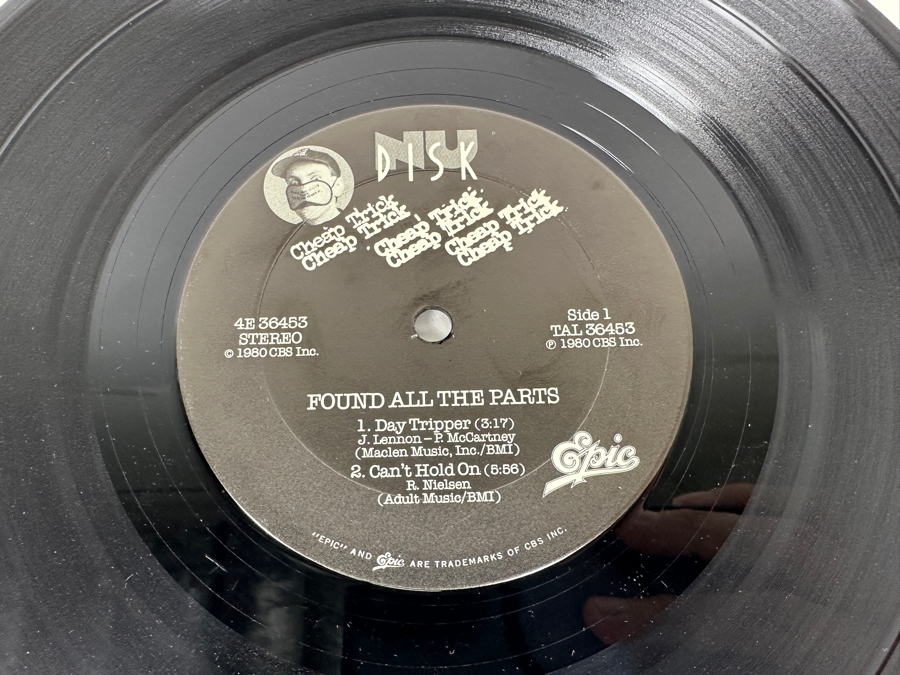 NU
DISK
Cheap Trick Cheap Trick Cheap Trick
Cheap Trick Cheap Trick Cheap Trick
4E 36453
STEREO
© 1980 CBS Inc.
Side 1
TAL 36453
℗ 1980 CBS Inc.
FOUND ALL THE PARTS
1. Day Tripper (3:17)
J. Lennon – P. McCartney
(Maclen Music, Inc./BMI)
2. Can't Hold On (5:56)
R. Nielsen
(Adult Music/BMI)
Epic
"EPIC" AND Epic ARE TRADEMARKS OF CBS INC.